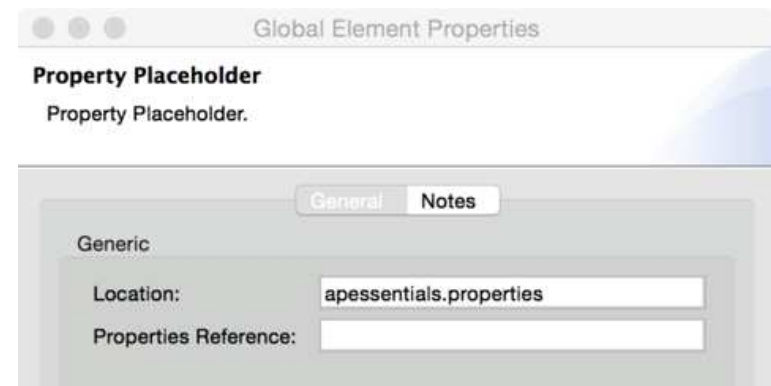 Global Element Properties
Property Placeholder
Property Placeholder.
General Notes
Generic
Location: apessentials.properties
Properties Reference: